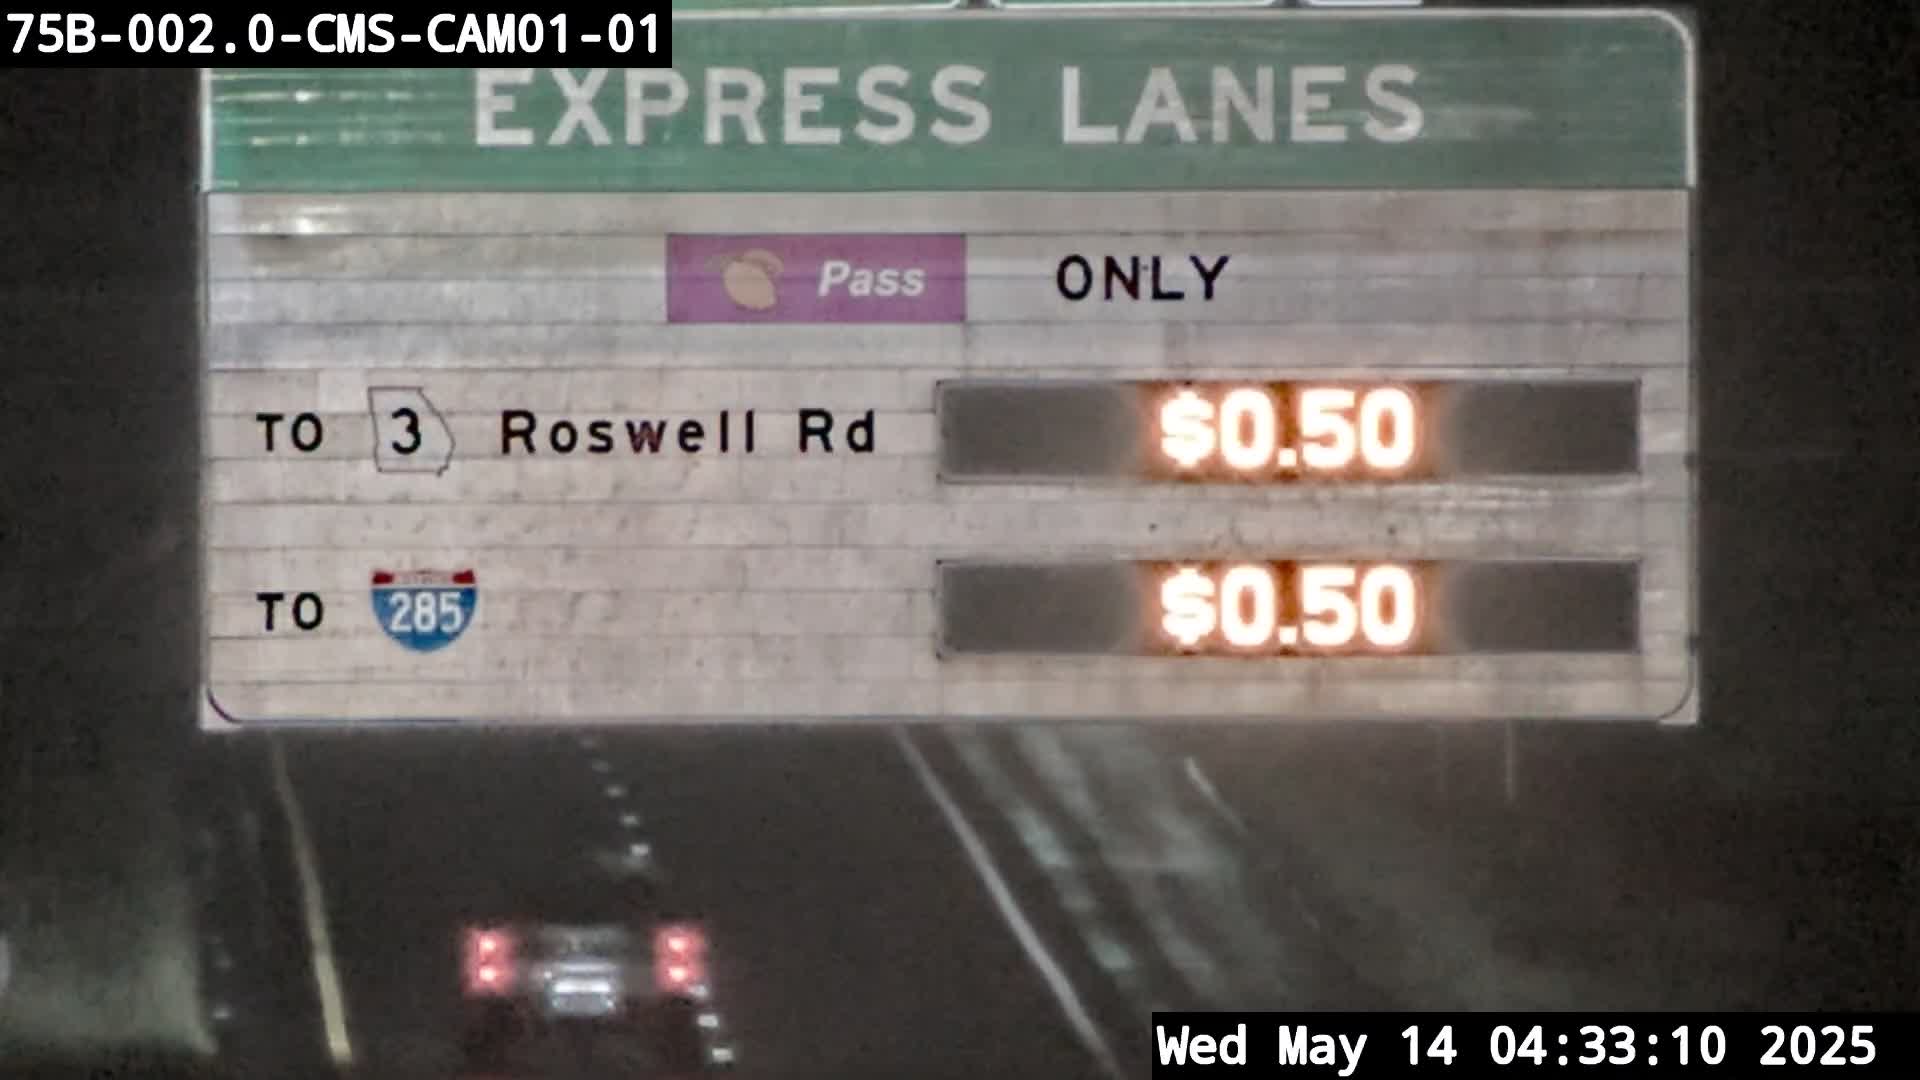 75B-002.0-CMS-CAM01-01
EXPRESS LANES
Pass ONLY
TO 3 Roswell Rd $0.50
TO 285 $0.50
Wed May 14 04:33:10 2025